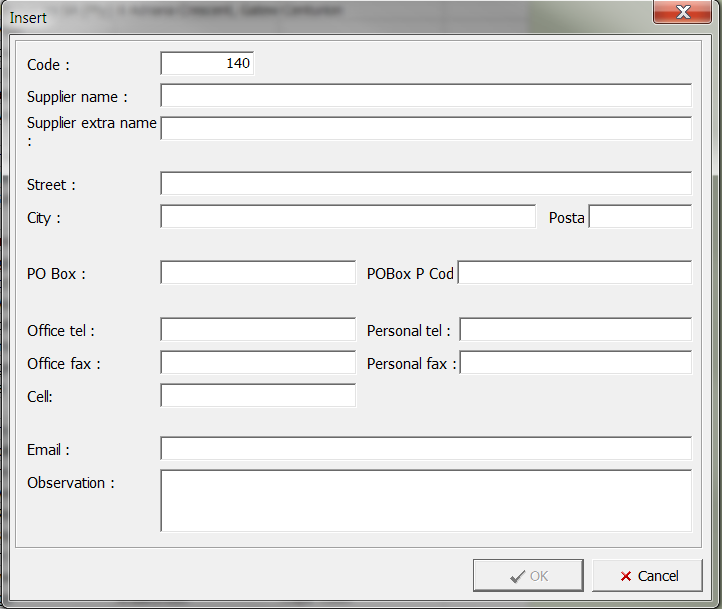 Insert
Code : 140
Supplier name :
Supplier extra name
:
Street :
City : Posta
PO Box : POBox P Cod
Office tel : Personal tel :
Office fax : Personal fax :
Cell:
Email :
Observation :
OK Cancel